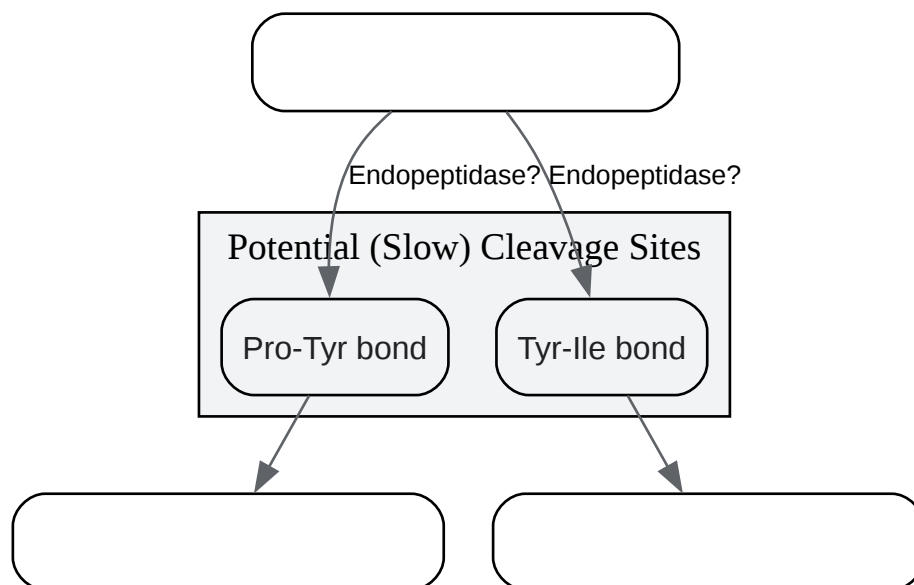 Endopeptidase? Endopeptidase?
Potential (Slow) Cleavage Sites
Pro-Tyr bond Tyr-Ile bond